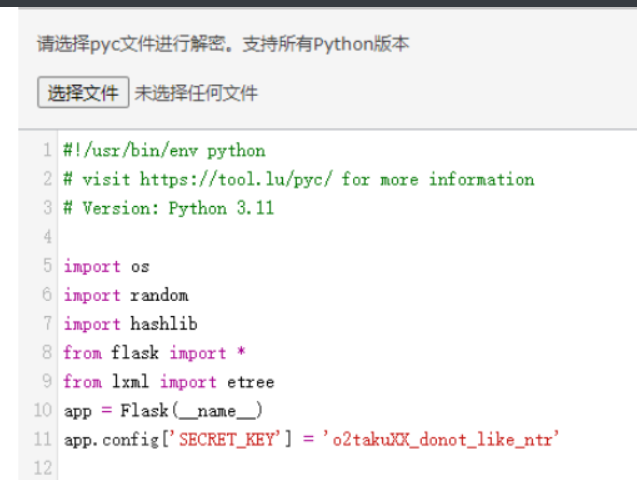 请选择pyc文件进行解密。支持所有Python版本
选择文件 未选择任何文件
1 #!/usr/bin/env python
2 # visit https://tool.lu/pyc/ for more information
3 # Version: Python 3.11
4
5 import os
6 import random
7 import hashlib
8 from flask import *
9 from lxml import etree
10 app = Flask(__name__)
11 app.config['SECRET_KEY'] = 'o2takuXX_donot_like_ntr'
12